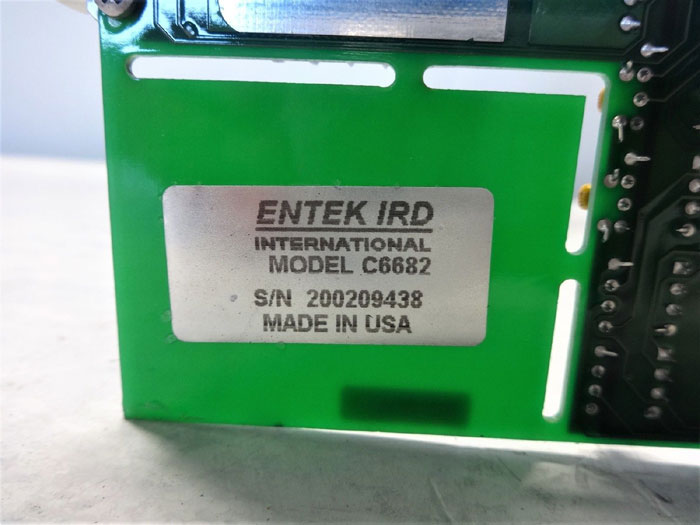 ENTEK IRD
INTERNATIONAL
MODEL C6682
S/N 200209438
MADE IN USA